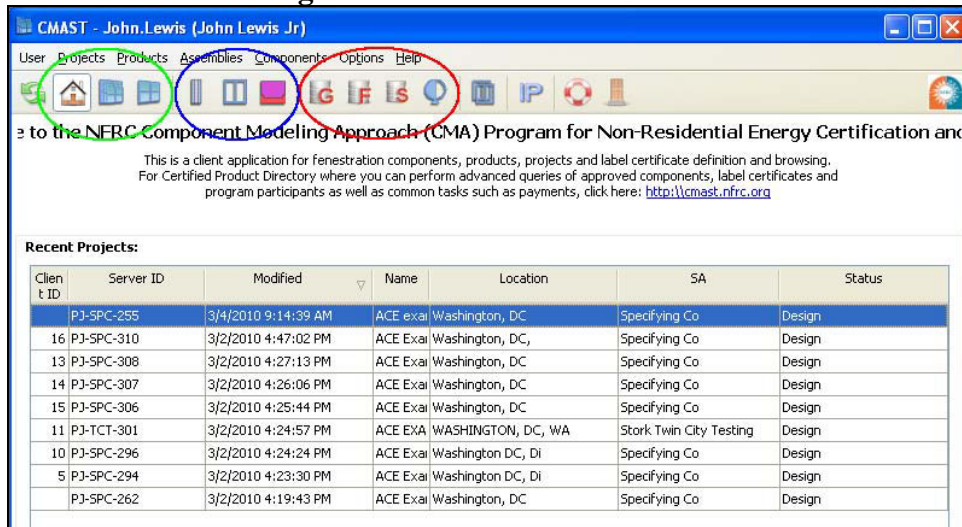 CMAST - John.Lewis (John Lewis Jr)
User Projects Products Assemblies Components Options Help
G F S IP
e to the NFRC Component Modeling Approach (CMA) Program for Non-Residential Energy Certification and
This is a client application for fenestration components, products, projects and label certificate definition and browsing.
For Certified Product Directory where you can perform advanced queries of approved components, label certificates and
program participants as well as common tasks such as payments, click here: http:\\cmast.nfrc.org
Recent Projects:
Clien t ID Server ID Modified Name Location SA Status
PJ-SPC-255 3/4/2010 9:14:39 AM ACE exai Washington, DC Specifying Co Design
16 PJ-SPC-310 3/2/2010 4:47:02 PM ACE Exai Washington, DC, Specifying Co Design
13 PJ-SPC-308 3/2/2010 4:27:13 PM ACE Exai Washington, DC Specifying Co Design
14 PJ-SPC-307 3/2/2010 4:26:06 PM ACE Exai Washington, DC Specifying Co Design
15 PJ-SPC-306 3/2/2010 4:25:44 PM ACE Exai Washington, DC Specifying Co Design
11 PJ-TCT-301 3/2/2010 4:24:57 PM ACE EXA WASHINGTON, DC, WA Stork Twin City Testing Design
10 PJ-SPC-296 3/2/2010 4:24:24 PM ACE Exai Washington DC, Di Specifying Co Design
5 PJ-SPC-294 3/2/2010 4:23:30 PM ACE Exai Washington DC, Di Specifying Co Design
PJ-SPC-262 3/2/2010 4:19:43 PM ACE Exai Washington, DC Specifying Co Design